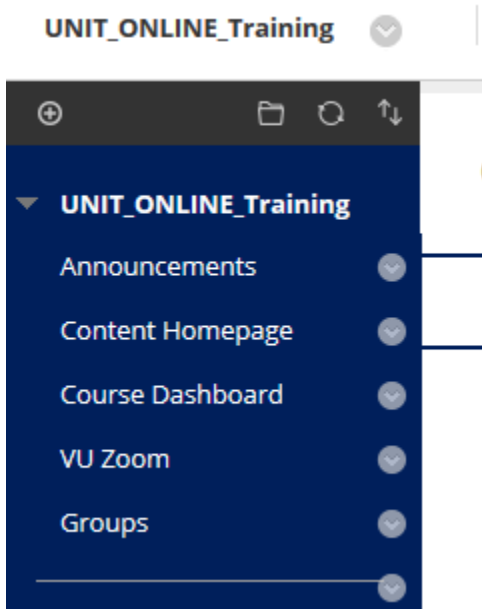 UNIT_ONLINE_Training
UNIT_ONLINE_Training
Announcements
Content Homepage
Course Dashboard
VU Zoom
Groups